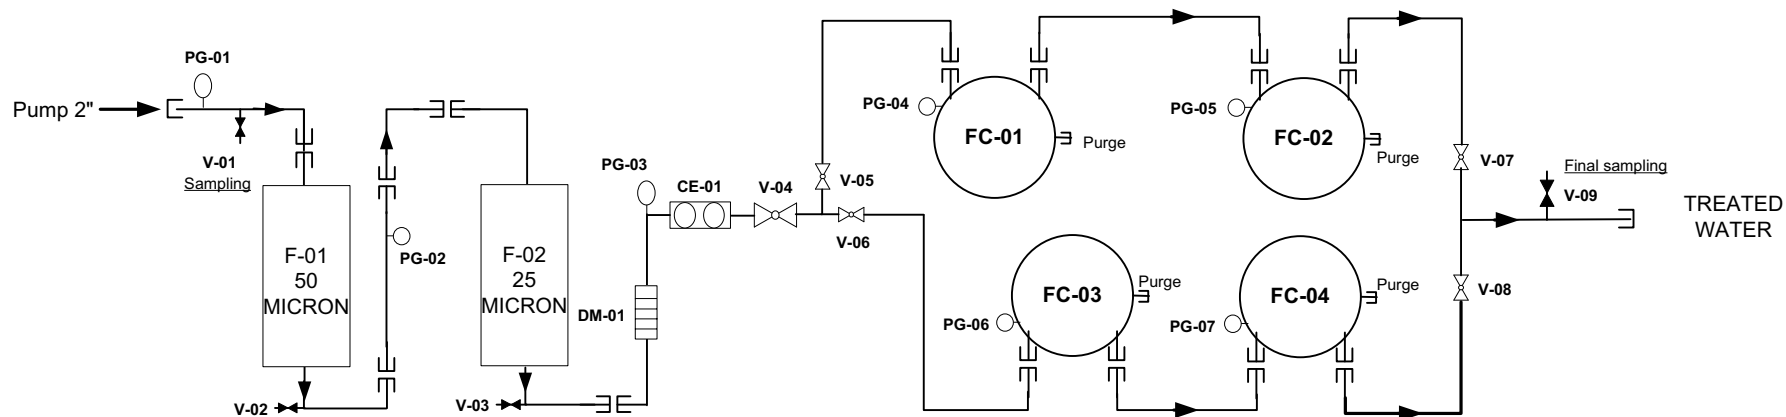 Pump 2"
PG-01
V-01
Sampling
F-01
50
MICRON
V-02
PG-02
F-02
25
MICRON
V-03
DM-01
PG-03
CE-01
V-04
V-05
V-06
PG-04
FC-01
Purge
PG-05
FC-02
Purge
PG-06
FC-03
Purge
PG-07
FC-04
Purge
V-07
V-08
Final sampling
V-09
TREATED
WATER